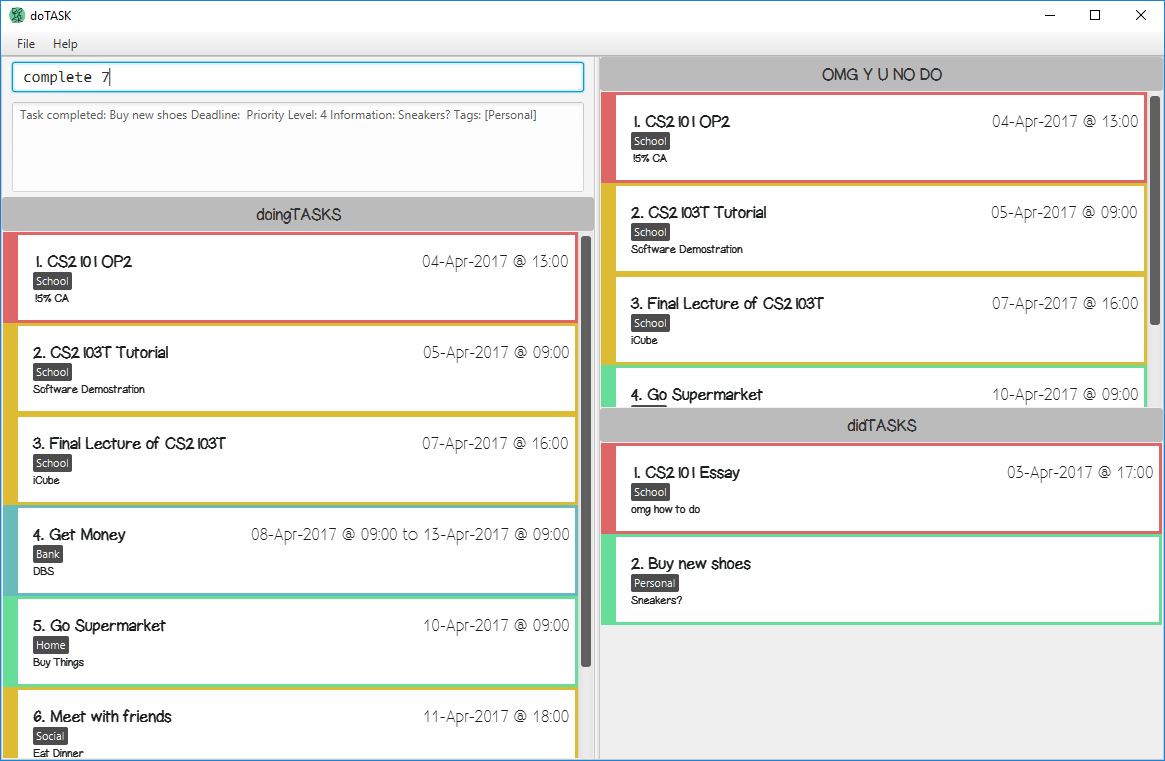 doTASK
File Help
complete 7
Task completed: Buy new shoes Deadline:  Priority Level: 4 Information: Sneakers? Tags: [Personal]
doingTASKS
1. CS2101 OP2 04-Apr-2017 @ 13:00
School
15% CA
2. CS2103T Tutorial 05-Apr-2017 @ 09:00
School
Software Demostration
3. Final Lecture of CS2103T 07-Apr-2017 @ 16:00
School
iCube
4. Get Money 08-Apr-2017 @ 09:00 to 13-Apr-2017 @ 09:00
Bank
DBS
5. Go Supermarket 10-Apr-2017 @ 09:00
Home
Buy Things
6. Meet with friends 11-Apr-2017 @ 18:00
Social
Eat Dinner
OMG Y U NO DO
1. CS2101 OP2 04-Apr-2017 @ 13:00
School
15% CA
2. CS2103T Tutorial 05-Apr-2017 @ 09:00
School
Software Demostration
3. Final Lecture of CS2103T 07-Apr-2017 @ 16:00
School
iCube
4. Go Supermarket 10-Apr-2017 @ 09:00
didTASKS
1. CS2101 Essay 03-Apr-2017 @ 17:00
School
omg how to do
2. Buy new shoes
Personal
Sneakers?